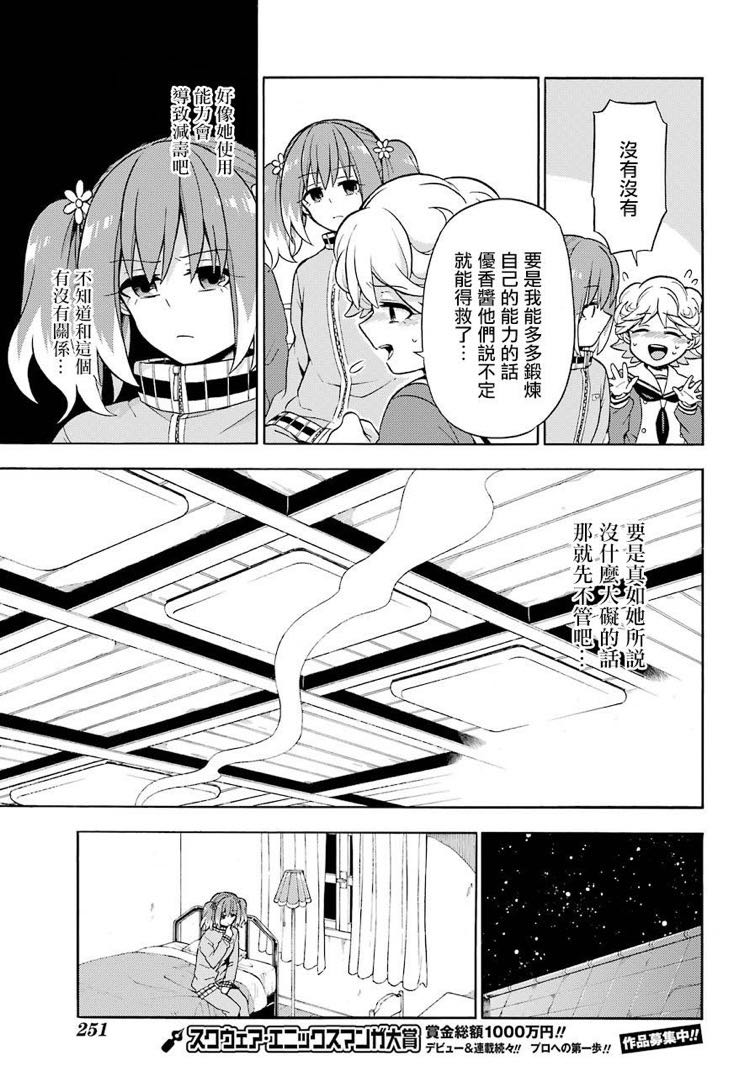 沒有沒有
要是我能多多鍛煉
自己的能力的話
優香醬他們説不定
就能得救了…
好像她使用
能力會
導致減壽吧
不知道和這個
有沒有關係…
要是真如她所説
沒什麼大礙的話
那就先不管吧…
251
スクウェア・エニックスマンガ大賞
賞金総額1000万円!!
デビュー&連載続々!! プロへの第一歩!!
作品募集中!!